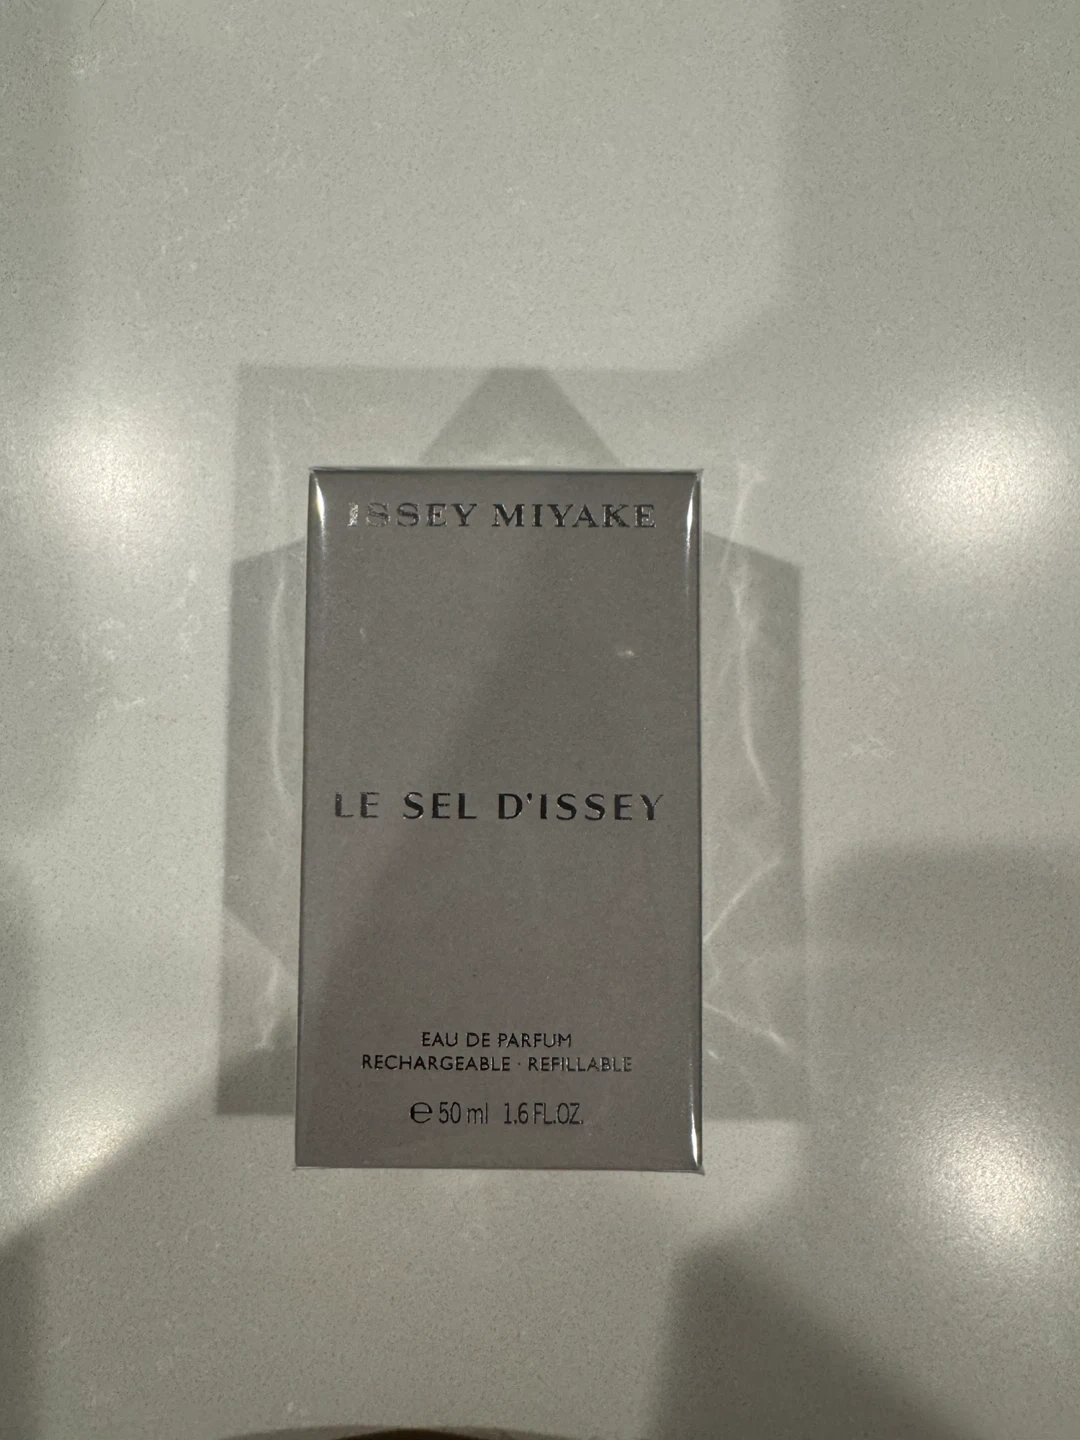 ISSEY MIYAKE
LE SEL D'ISSEY
EAU DE PARFUM
RECHARGEABLE · REFILLABLE
℮ 50 ml 1.6 FL.OZ.